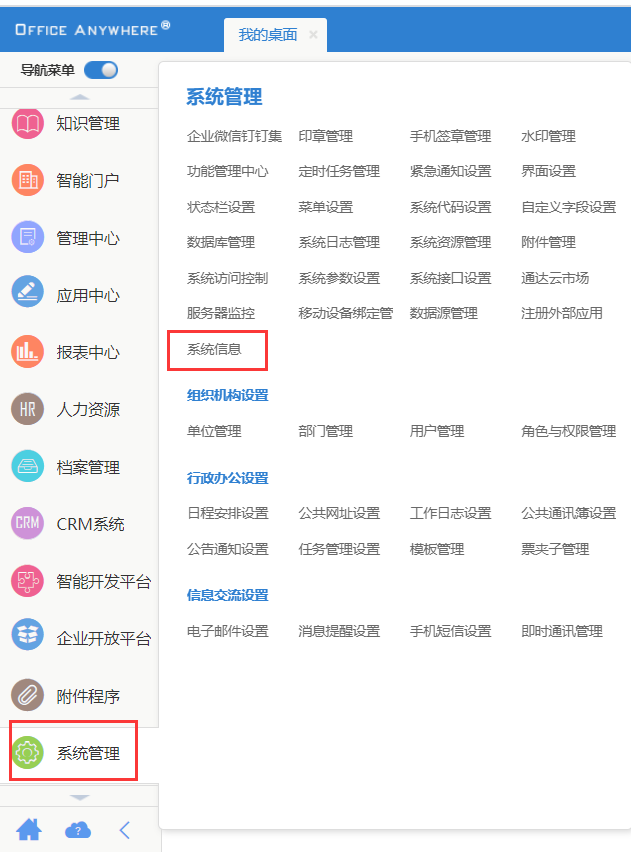 OFFICE ANYWHERE®
我的桌面 ×
导航菜单
知识管理
智能门户
管理中心
应用中心
报表中心
HR 人力资源
档案管理
CRM CRM系统
智能开发平台
企业开放平台
附件程序
系统管理
系统管理
企业微信钉钉集 印章管理 手机签章管理 水印管理
功能管理中心 定时任务管理 紧急通知设置 界面设置
状态栏设置 菜单设置 系统代码设置 自定义字段设置
数据库管理 系统日志管理 系统资源管理 附件管理
系统访问控制 系统参数设置 系统接口设置 通达云市场
服务器监控 移动设备绑定管 数据源管理 注册外部应用
系统信息
组织机构设置
单位管理 部门管理 用户管理 角色与权限管理
行政办公设置
日程安排设置 公共网址设置 工作日志设置 公共通讯簿设置
公告通知设置 任务管理设置 模板管理 票夹子管理
信息交流设置
电子邮件设置 消息提醒设置 手机短信设置 即时通讯管理